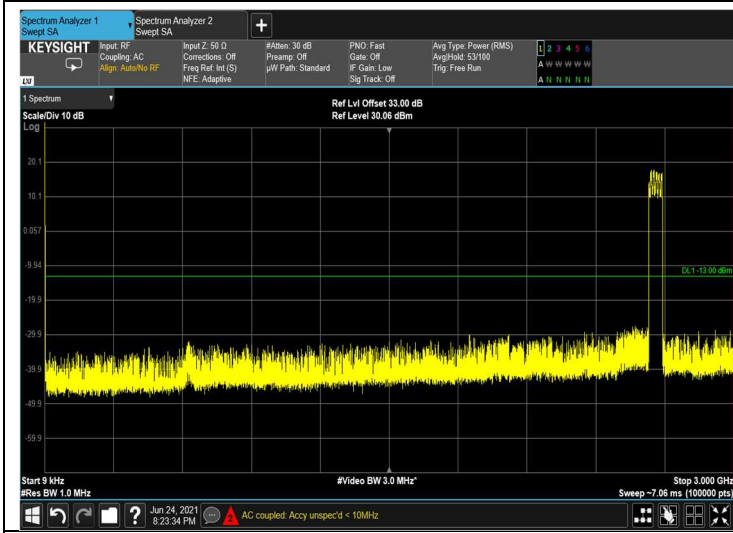 Spectrum Analyzer 1
Swept SA
Spectrum Analyzer 2
Swept SA
KEYSIGHT
LXI
Input: RF
Coupling: AC
Align: Auto/No RF
Input Z: 50 Ω
Corrections: Off
Freq Ref: Int (S)
NFE: Adaptive
#Atten: 30 dB
Preamp: Off
µW Path: Standard
PNO: Fast
Gate: Off
IF Gain: Low
Sig Track: Off
Avg Type: Power (RMS)
Avg|Hold: 53/100
Trig: Free Run
1 2 3 4 5 6
A W W W W W
A N N N N N
1 Spectrum
Scale/Div 10 dB
Log
Ref Lvl Offset 33.00 dB
Ref Level 30.06 dBm
20.1
10.1
0.057
-9.94
DL1 -13.00 dBm
-19.9
-29.9
-39.9
-49.9
-59.9
Start 9 kHz
#Res BW 1.0 MHz
#Video BW 3.0 MHz*
Stop 3.000 GHz
Sweep ~7.06 ms (100000 pts)
?
Jun 24, 2021
8:23:34 PM
2
AC coupled: Accy unspec'd < 10MHz